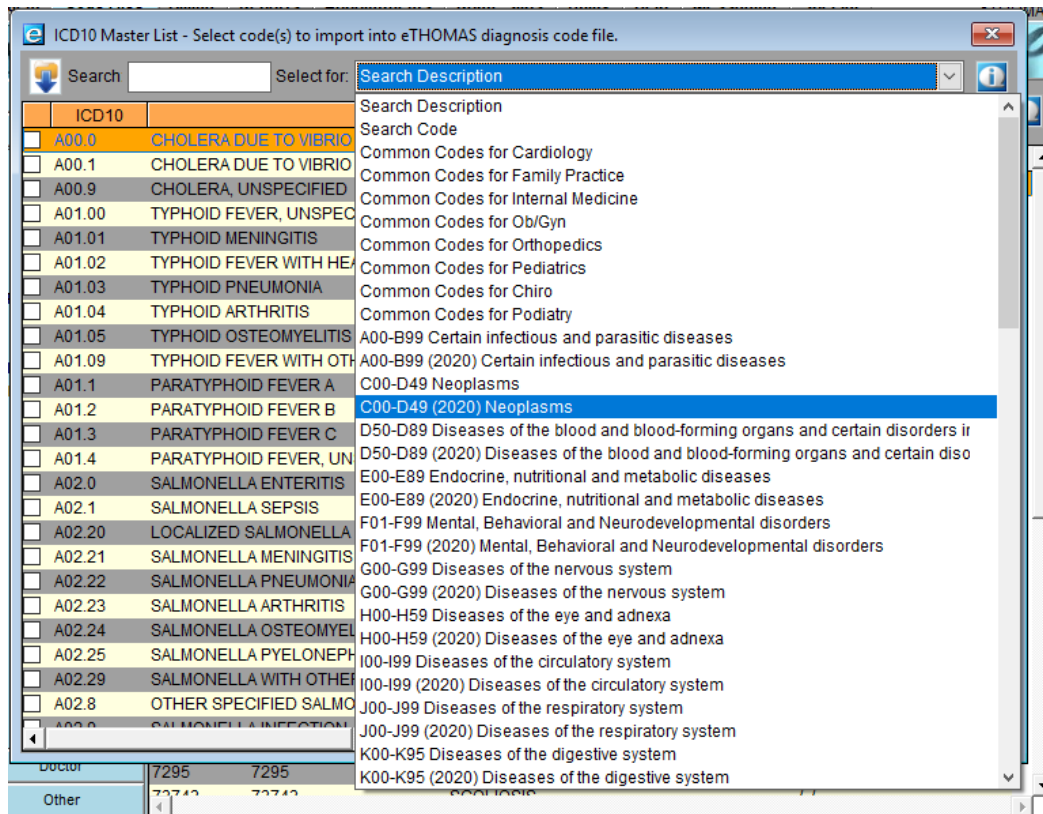 ICD10 Master List - Select code(s) to import into eTHOMAS diagnosis code file.
Search Select for: Search Description
ICD10
A00.0 CHOLERA DUE TO VIBRIO
A00.1 CHOLERA DUE TO VIBRIO
A00.9 CHOLERA, UNSPECIFIED
A01.00 TYPHOID FEVER, UNSPEC
A01.01 TYPHOID MENINGITIS
A01.02 TYPHOID FEVER WITH HEA
A01.03 TYPHOID PNEUMONIA
A01.04 TYPHOID ARTHRITIS
A01.05 TYPHOID OSTEOMYELITIS
A01.09 TYPHOID FEVER WITH OTH
A01.1 PARATYPHOID FEVER A
A01.2 PARATYPHOID FEVER B
A01.3 PARATYPHOID FEVER C
A01.4 PARATYPHOID FEVER, UN
A02.0 SALMONELLA ENTERITIS
A02.1 SALMONELLA SEPSIS
A02.20 LOCALIZED SALMONELLA
A02.21 SALMONELLA MENINGITIS
A02.22 SALMONELLA PNEUMONIA
A02.23 SALMONELLA ARTHRITIS
A02.24 SALMONELLA OSTEOMYEL
A02.25 SALMONELLA PYELONEPH
A02.29 SALMONELLA WITH OTHER
A02.8 OTHER SPECIFIED SALMO
A02.9 SALMONELLA INFECTION
Search Description
Search Code
Common Codes for Cardiology
Common Codes for Family Practice
Common Codes for Internal Medicine
Common Codes for Ob/Gyn
Common Codes for Orthopedics
Common Codes for Pediatrics
Common Codes for Chiro
Common Codes for Podiatry
A00-B99 Certain infectious and parasitic diseases
A00-B99 (2020) Certain infectious and parasitic diseases
C00-D49 Neoplasms
C00-D49 (2020) Neoplasms
D50-D89 Diseases of the blood and blood-forming organs and certain disorders ir
D50-D89 (2020) Diseases of the blood and blood-forming organs and certain diso
E00-E89 Endocrine, nutritional and metabolic diseases
E00-E89 (2020) Endocrine, nutritional and metabolic diseases
F01-F99 Mental, Behavioral and Neurodevelopmental disorders
F01-F99 (2020) Mental, Behavioral and Neurodevelopmental disorders
G00-G99 Diseases of the nervous system
G00-G99 (2020) Diseases of the nervous system
H00-H59 Diseases of the eye and adnexa
H00-H59 (2020) Diseases of the eye and adnexa
I00-I99 Diseases of the circulatory system
I00-I99 (2020) Diseases of the circulatory system
J00-J99 Diseases of the respiratory system
J00-J99 (2020) Diseases of the respiratory system
K00-K95 Diseases of the digestive system
K00-K95 (2020) Diseases of the digestive system
Doctor 7295 7295
Other 73742 73742 SCOLIOSIS / /